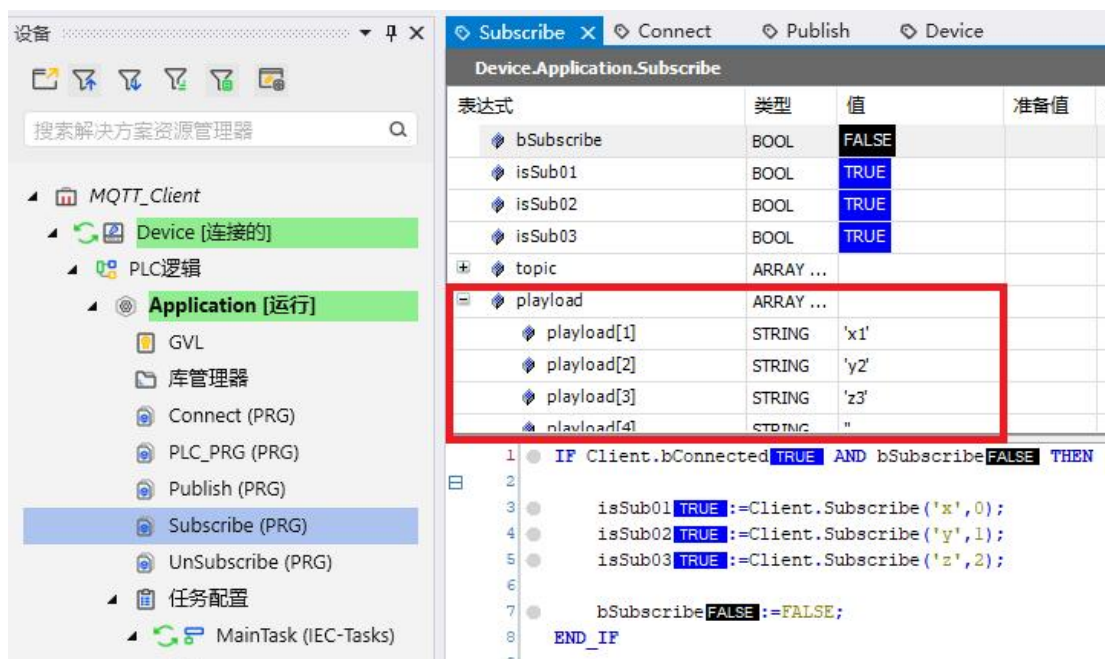 设备
搜索解决方案资源管理器
MQTT_Client
Device [连接的]
PLC逻辑
Application [运行]
GVL
库管理器
Connect (PRG)
PLC_PRG (PRG)
Publish (PRG)
Subscribe (PRG)
UnSubscribe (PRG)
任务配置
MainTask (IEC-Tasks)
Subscribe Connect Publish Device
Device.Application.Subscribe
表达式 类型 值 准备值
bSubscribe BOOL FALSE
isSub01 BOOL TRUE
isSub02 BOOL TRUE
isSub03 BOOL TRUE
topic ARRAY ...
playload ARRAY ...
playload[1] STRING 'x1'
playload[2] STRING 'y2'
playload[3] STRING 'z3'
playload[4] STRING ''
1 IF Client.bConnected TRUE AND bSubscribe FALSE THEN
2
3 isSub01 TRUE :=Client.Subscribe('x',0);
4 isSub02 TRUE :=Client.Subscribe('y',1);
5 isSub03 TRUE :=Client.Subscribe('z',2);
6
7 bSubscribe FALSE :=FALSE;
8 END_IF